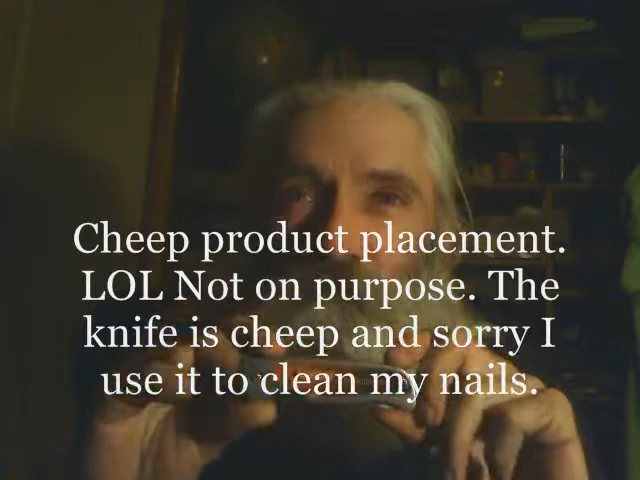 Cheep product placement.
LOL Not on purpose. The
knife is cheep and sorry I
use it to clean my nails.